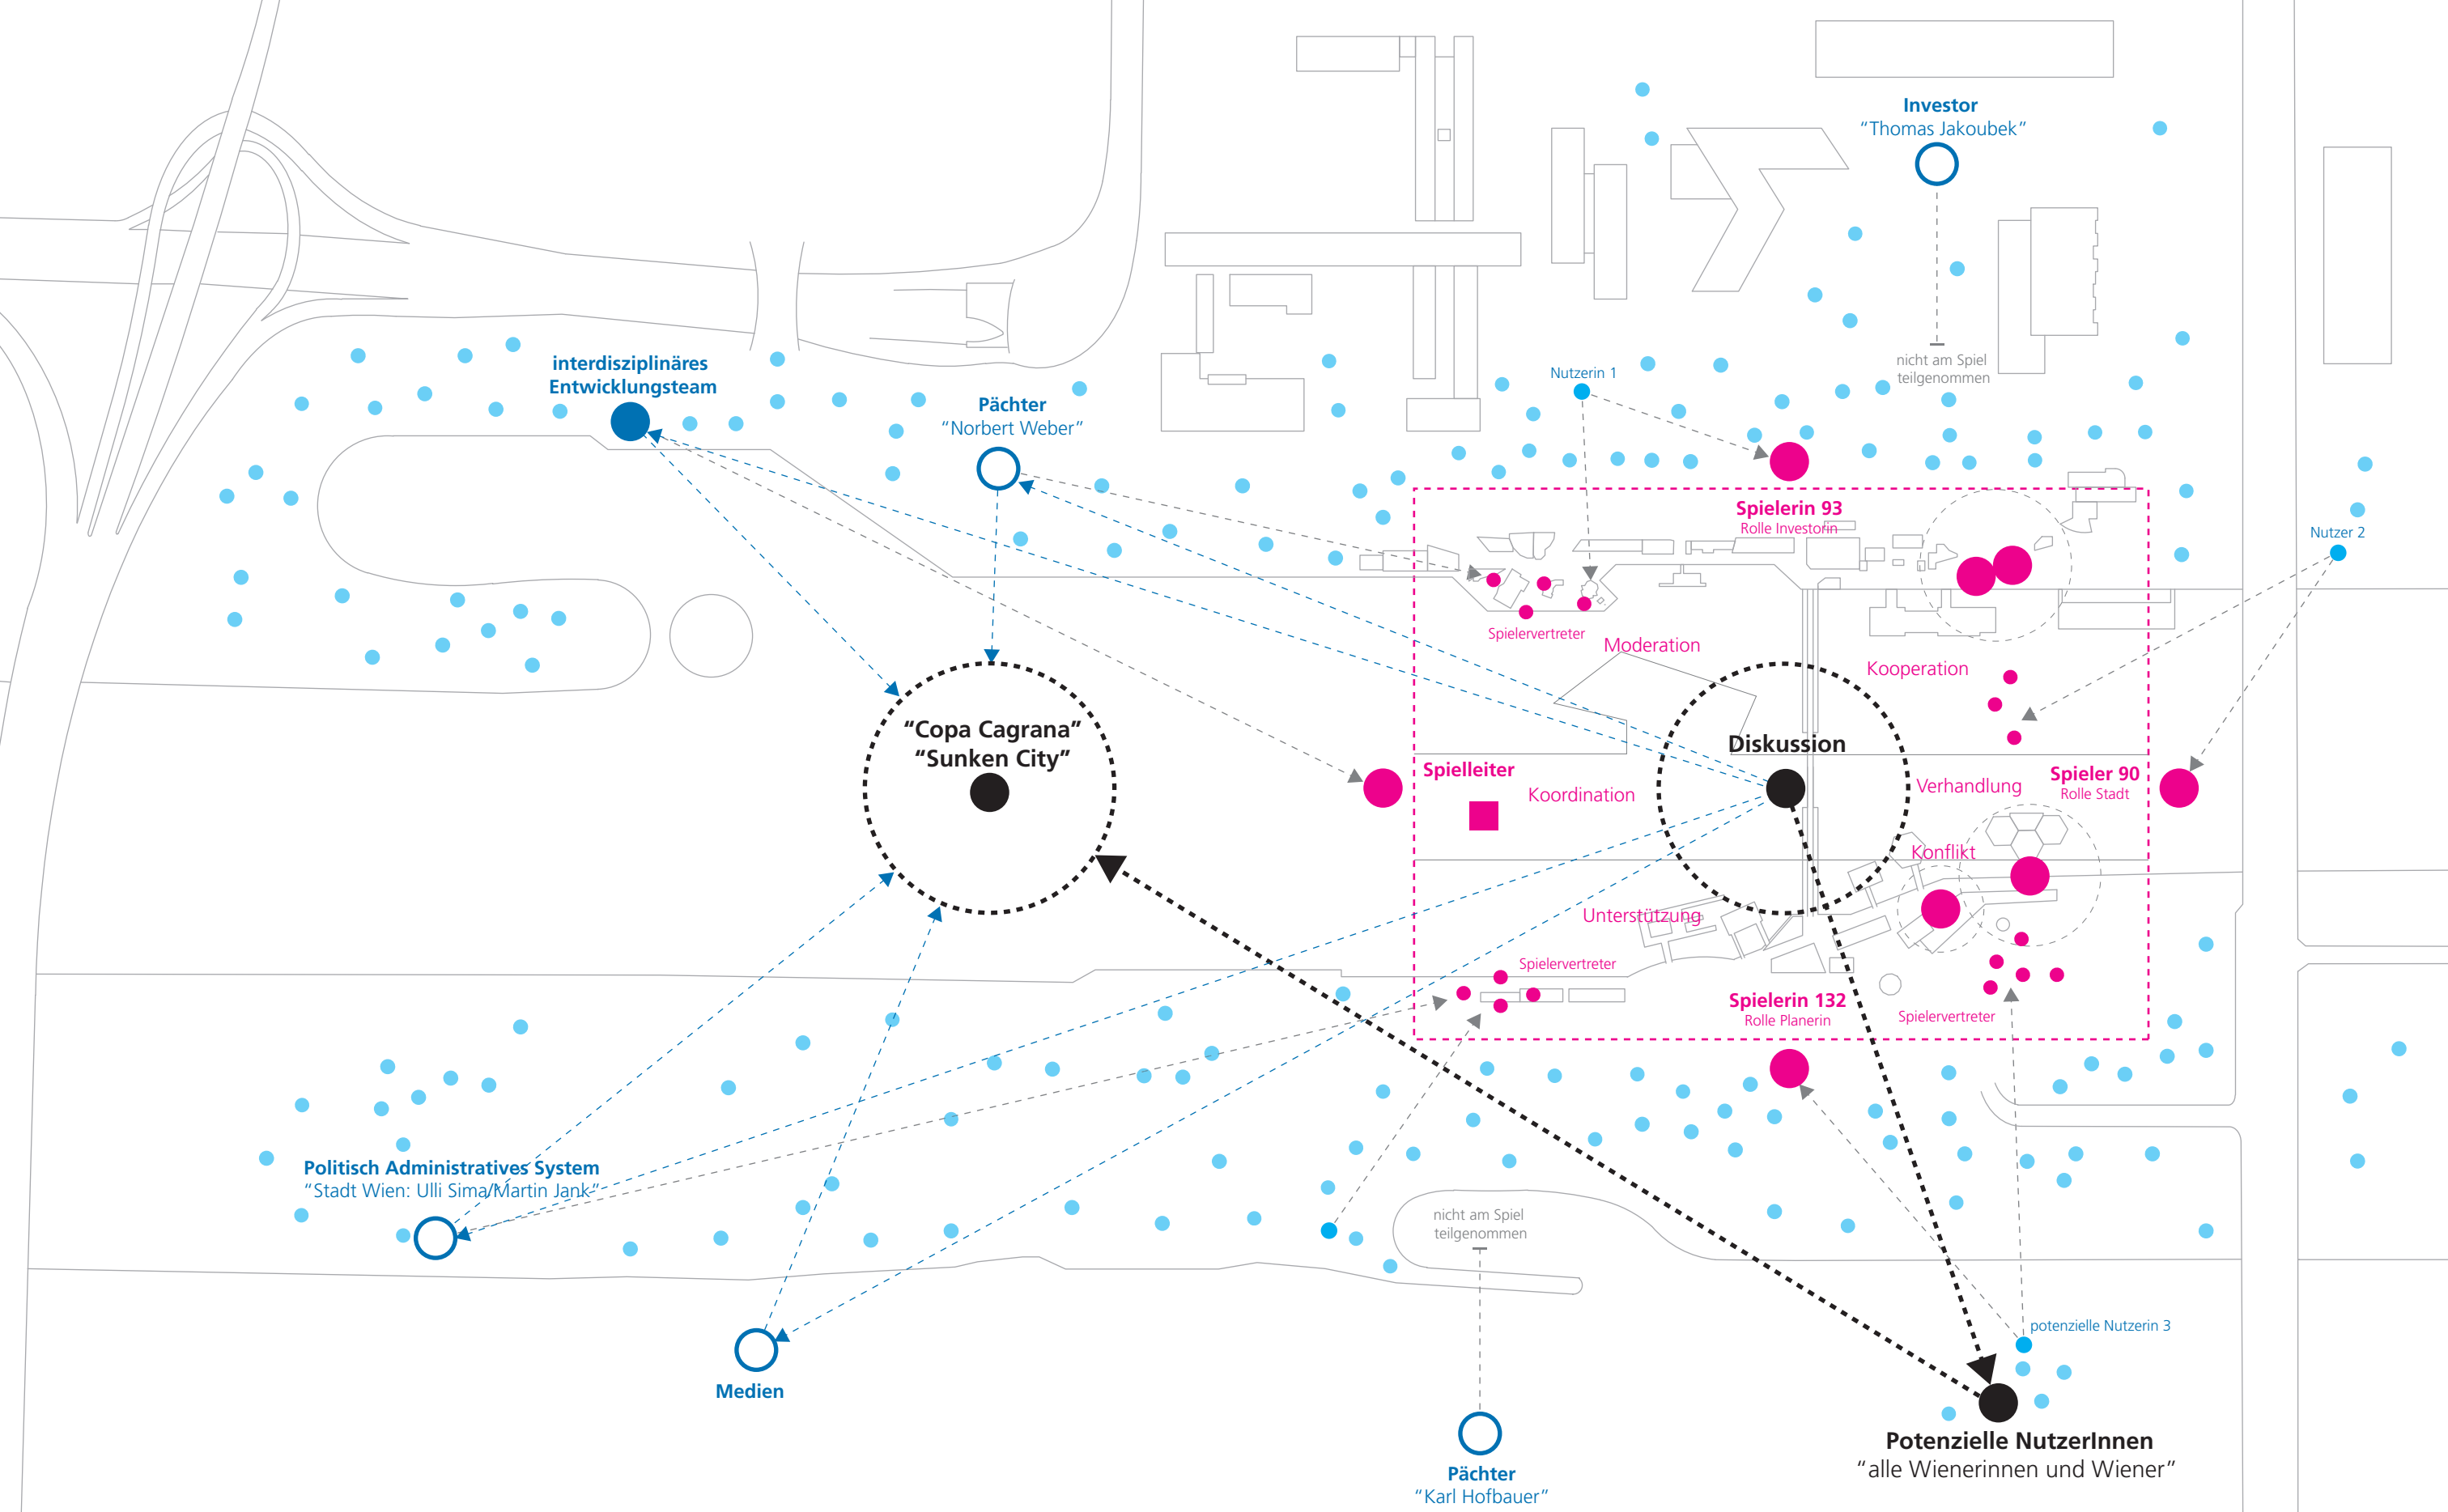 Investor
“Thomas Jakoubek”
nicht am Spiel
teilgenommen
interdisziplinäres
Entwicklungsteam
Pächter
“Norbert Weber”
Nutzerin 1
Spielerin 93
Rolle Investorin
Nutzer 2
Spielervertreter
Moderation
Kooperation
“Copa Cagrana”
“Sunken City”
Diskussion
Spielleiter
Koordination
Verhandlung
Spieler 90
Rolle Stadt
Konflikt
Unterstützung
Spielervertreter
Spielerin 132
Rolle Planerin
Spielervertreter
Politisch Administratives System
“Stadt Wien: Ulli Sima/Martin Jank”
nicht am Spiel
teilgenommen
potenzielle Nutzerin 3
Medien
Potenzielle NutzerInnen
“alle Wienerinnen und Wiener”
Pächter
“Karl Hofbauer”